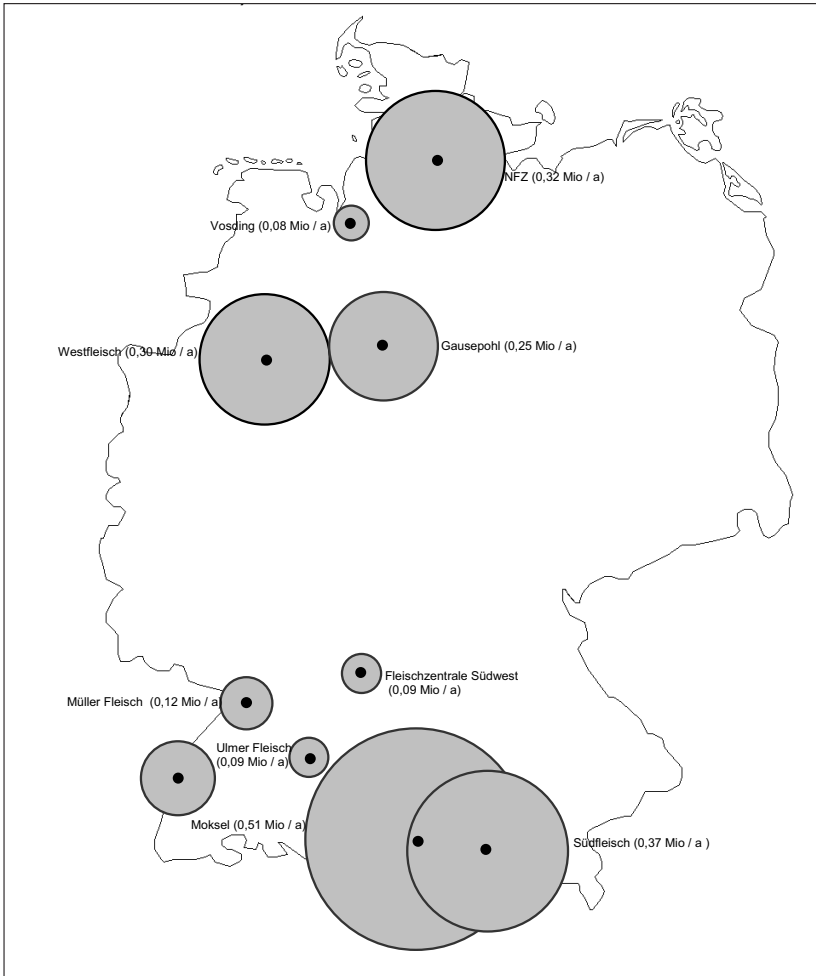 NFZ (0,32 Mio / a)
Vosding (0,08 Mio / a)
Westfleisch (0,30 Mio / a)
Gausepohl (0,25 Mio / a)
Fleischzentrale Südwest
(0,09 Mio / a)
Müller Fleisch (0,12 Mio / a)
Ulmer Fleisch
(0,09 Mio / a)
Moksel (0,51 Mio / a)
Südfleisch (0,37 Mio / a )